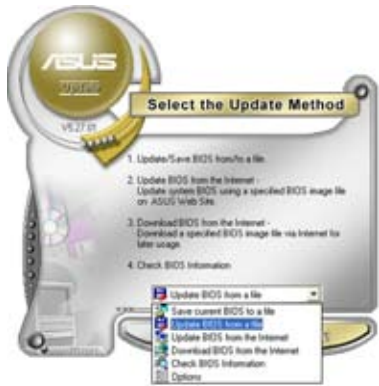 ASUS
Update
Select the Update Method
1. Update/Save BIOS from/to a file.
2. Update BIOS from the Internet -
Update system BIOS using a specified BIOS image file
on ASUS Web Site.
3. Download BIOS from the Internet -
Download a specified BIOS image file via Internet for
later usage.
4. Check BIOS Information
Update BIOS from a file
Save current BIOS to a file
Update BIOS from a file
Update BIOS from the Internet
Download BIOS from the Internet
Check BIOS Information
Options